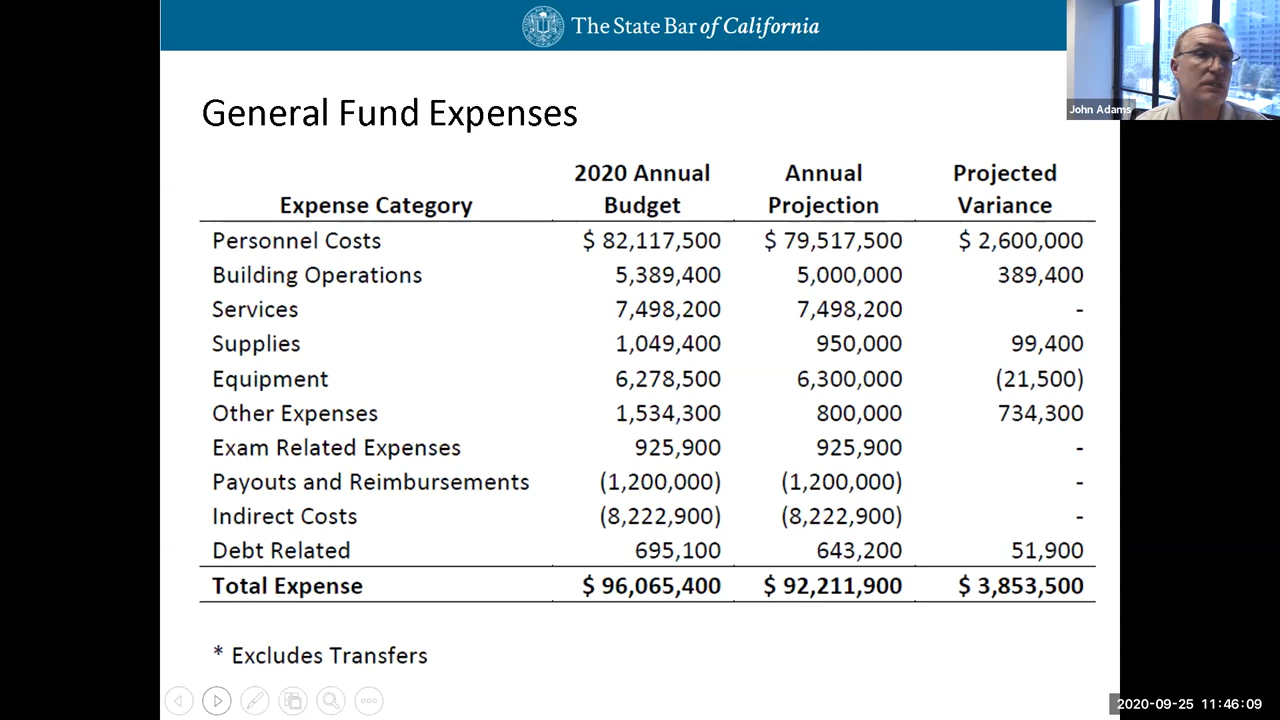 The State Bar of California
John Adams
General Fund Expenses
2020 Annual Annual Projected
Expense Category Budget Projection Variance
Personnel Costs $ 82,117,500 $ 79,517,500 $ 2,600,000
Building Operations 5,389,400 5,000,000 389,400
Services 7,498,200 7,498,200 -
Supplies 1,049,400 950,000 99,400
Equipment 6,278,500 6,300,000 (21,500)
Other Expenses 1,534,300 800,000 734,300
Exam Related Expenses 925,900 925,900 -
Payouts and Reimbursements (1,200,000) (1,200,000) -
Indirect Costs (8,222,900) (8,222,900) -
Debt Related 695,100 643,200 51,900
Total Expense $ 96,065,400 $ 92,211,900 $ 3,853,500
* Excludes Transfers
2020-09-25 11:46:09